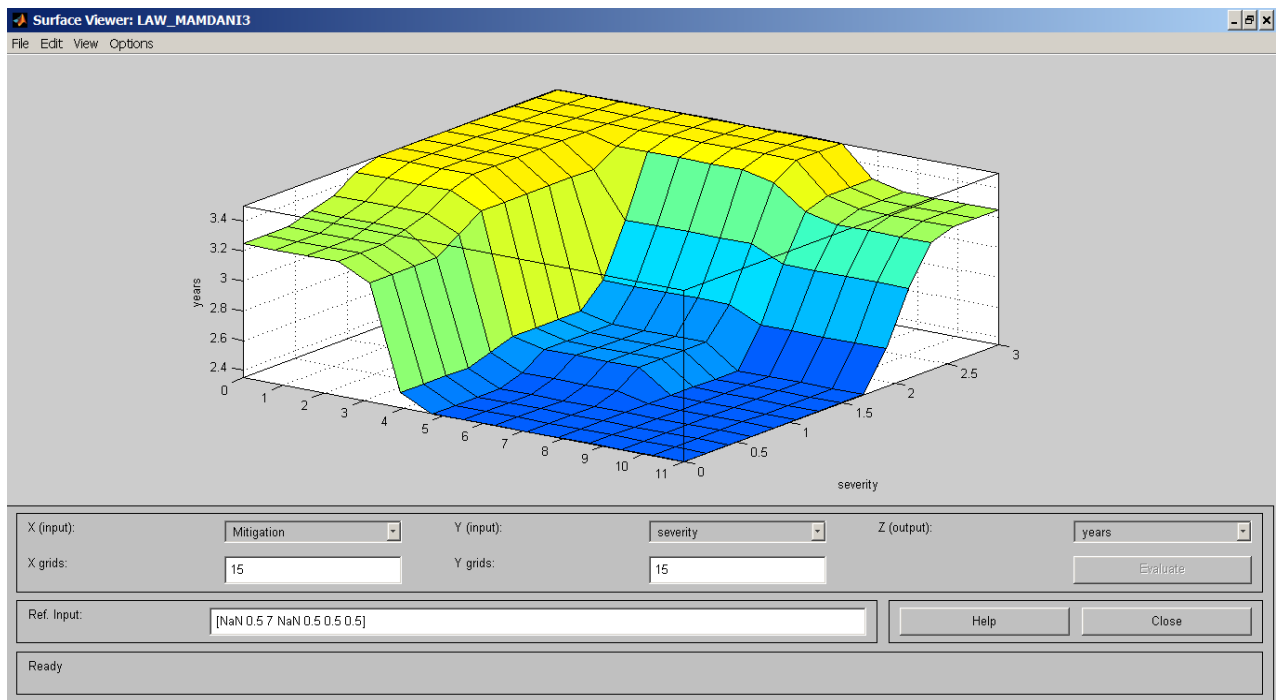 Surface Viewer: LAW_MAMDANI3
File Edit View Options
years
3.4
3.2
3
2.8
2.6
2.4
0 1 2 3 4 5 6 7 8 9 10 11
0 0.5 1 1.5 2 2.5 3
severity
X (input): Mitigation Y (input): severity Z (output): years
X grids: 15 Y grids: 15 Evaluate
Ref. Input: [NaN 0.5 7 NaN 0.5 0.5 0.5] Help Close
Ready